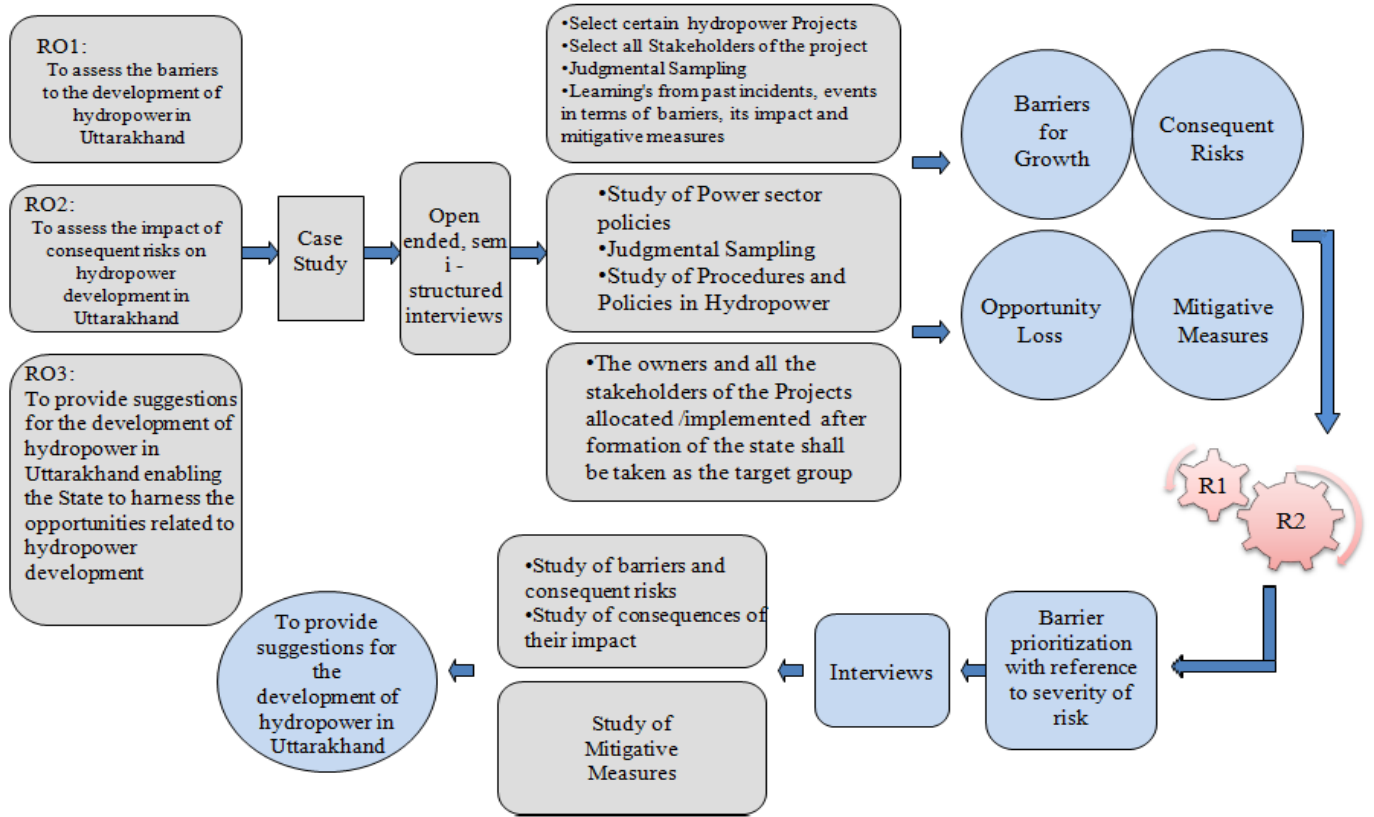 RO1:
To assess the barriers
to the development of
hydropower in
Uttarakhand
RO2:
To assess the impact of
consequent risks on
hydropower
development in
Uttarakhand
RO3:
To provide suggestions
for the development of
hydropower in
Uttarakhand enabling
the State to harness the
opportunities related to
hydropower
development
Case
Study
Open
ended, sem
i -
structured
interviews
•Select certain hydropower Projects
•Select all Stakeholders of the project
•Judgmental Sampling
•Learning's from past incidents, events
in terms of barriers, its impact and
mitigative measures
•Study of Power sector
policies
•Judgmental Sampling
•Study of Procedures and
Policies in Hydropower
•The owners and all the
stakeholders of the Projects
allocated /implemented after
formation of the state shall
be taken as the target group
Barriers
for
Growth
Consequent
Risks
Opportunity
Loss
Mitigative
Measures
R1
R2
Barrier
prioritization
with reference
to severity of
risk
Interviews
•Study of barriers and
consequent risks
•Study of consequences of
their impact
Study of
Mitigative
Measures
To provide
suggestions for
the
development of
hydropower in
Uttarakhand